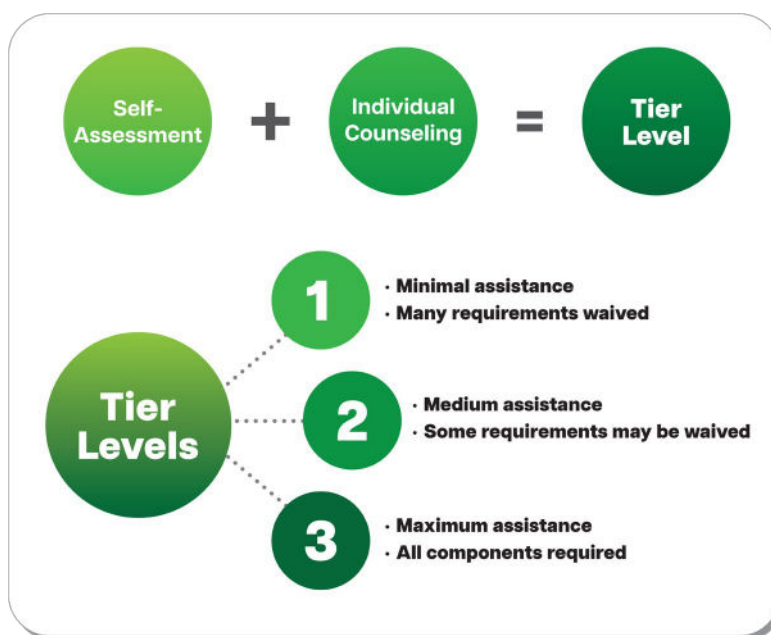 Self-
Assessment
+
Individual
Counseling
=
Tier
Level
Tier
Levels
1
· Minimal assistance
· Many requirements waived
2
· Medium assistance
· Some requirements may be waived
3
· Maximum assistance
· All components required